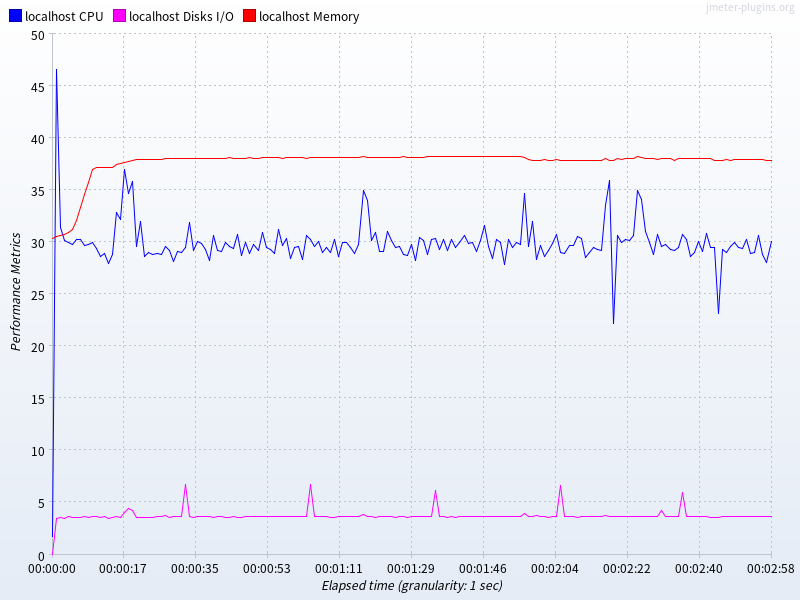 localhost CPU localhost Disks I/O localhost Memory
jmeter-plugins.org
50
45
40
35
30
25
20
15
10
5
0
Performance Metrics
00:00:00 00:00:17 00:00:35 00:00:53 00:01:11 00:01:29 00:01:46 00:02:04 00:02:22 00:02:40 00:02:58
Elapsed time (granularity: 1 sec)